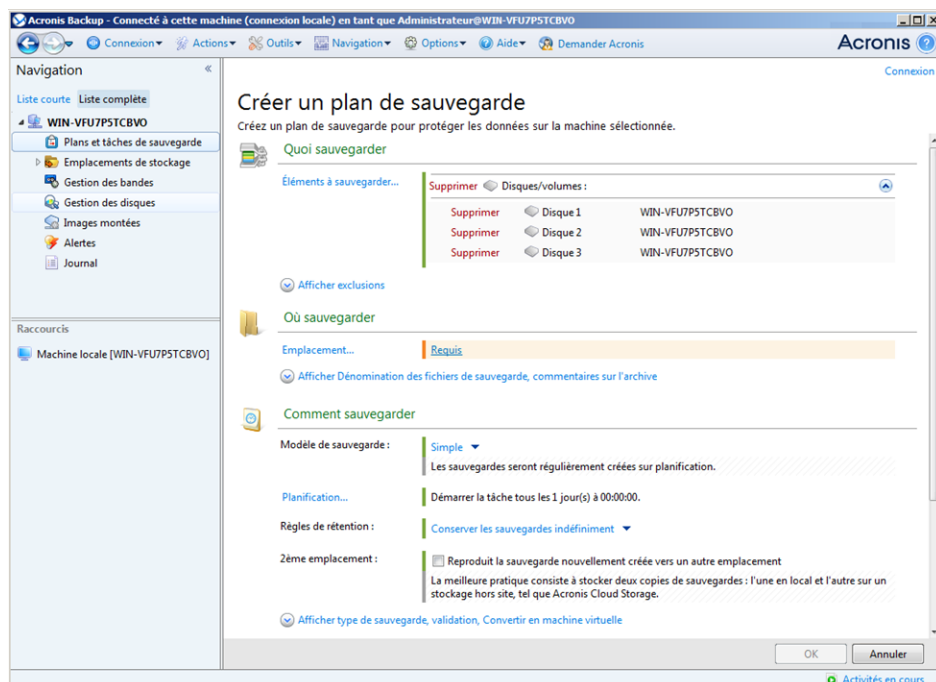 Acronis Backup - Connecté à cette machine (connexion locale) en tant que Administrateur@WIN-VFU7P5TCBVO
Connexion Actions Outils Navigation Options Aide Demander Acronis
Acronis
Navigation
Connexion
Liste courte Liste complète
WIN-VFU7P5TCBVO
Plans et tâches de sauvegarde
Emplacements de stockage
Gestion des bandes
Gestion des disques
Images montées
Alertes
Journal
Raccourcis
Machine locale [WIN-VFU7P5TCBVO]
Créer un plan de sauvegarde
Créez un plan de sauvegarde pour protéger les données sur la machine sélectionnée.
Quoi sauvegarder
Éléments à sauvegarder... Supprimer Disques/volumes :
Supprimer Disque 1 WIN-VFU7P5TCBVO
Supprimer Disque 2 WIN-VFU7P5TCBVO
Supprimer Disque 3 WIN-VFU7P5TCBVO
Afficher exclusions
Où sauvegarder
Emplacement... Requis
Afficher Dénomination des fichiers de sauvegarde, commentaires sur l'archive
Comment sauvegarder
Modèle de sauvegarde : Simple
Les sauvegardes seront régulièrement créées sur planification.
Planification... Démarrer la tâche tous les 1 jour(s) à 00:00:00.
Règles de rétention : Conserver les sauvegardes indéfiniment
2ème emplacement : Reproduit la sauvegarde nouvellement créée vers un autre emplacement
La meilleure pratique consiste à stocker deux copies de sauvegardes : l'une en local et l'autre sur un
stockage hors site, tel que Acronis Cloud Storage.
Afficher type de sauvegarde, validation, Convertir en machine virtuelle
OK Annuler
Activités en cours